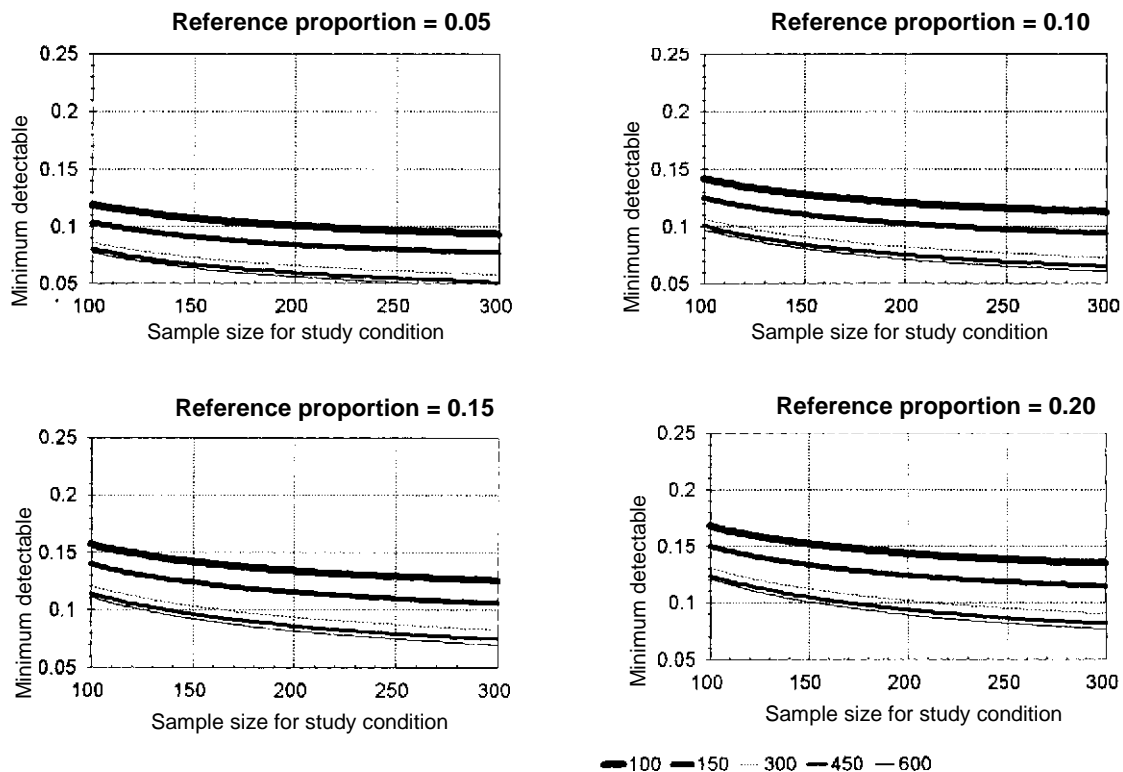 Reference proportion = 0.05
0.25
0.2
0.15
0.1
0.05
Minimum detectable
100 150 200 250 300
Sample size for study condition
Reference proportion = 0.10
0.25
0.2
0.15
0.1
0.05
Minimum detectable
100 150 200 250 300
Sample size for study condition
Reference proportion = 0.15
0.25
0.2
0.15
0.1
0.05
Minimum detectable
100 150 200 250 300
Sample size for study condition
Reference proportion = 0.20
0.25
0.2
0.15
0.1
0.05
Minimum detectable
100 150 200 250 300
Sample size for study condition
100 150 300 450 600